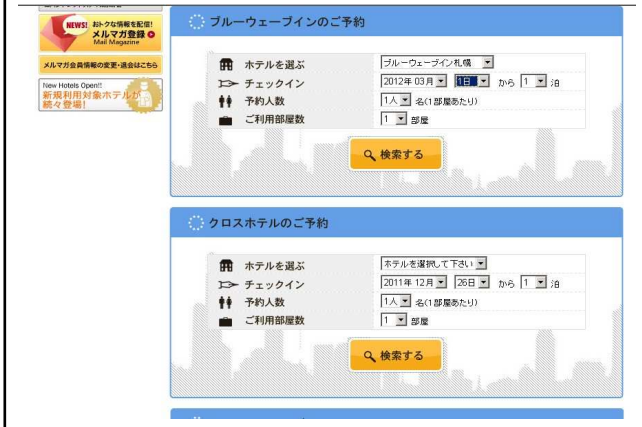 NEWS! おトクな情報を配信!
メルマガ登録
Mail Magazine
メルマガ会員情報の変更・退会はこちら
New Hotels Open!!
新規利用対象ホテルが
続々登場!
ブルーウェーブインのご予約
ホテルを選ぶ ブルーウェーブイン札幌
チェックイン 2012年 03月 1日 から 1 泊
予約人数 1人 名(1部屋あたり)
ご利用部屋数 1 部屋
検索する
クロスホテルのご予約
ホテルを選ぶ ホテルを選択して下さい
チェックイン 2011年 12月 26日 から 1 泊
予約人数 1人 名(1部屋あたり)
ご利用部屋数 1 部屋
検索する